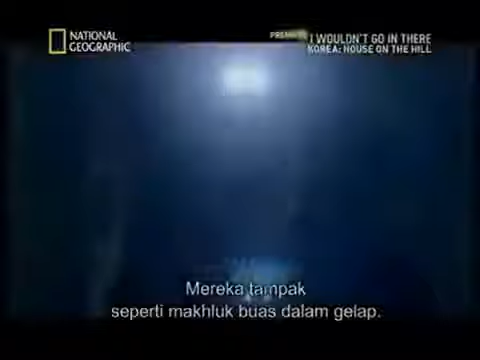 NATIONAL
GEOGRAPHIC
PREMIERE
I WOULDN'T GO IN THERE
KOREA: HOUSE ON THE HILL
Mereka tampak
seperti makhluk buas dalam gelap.